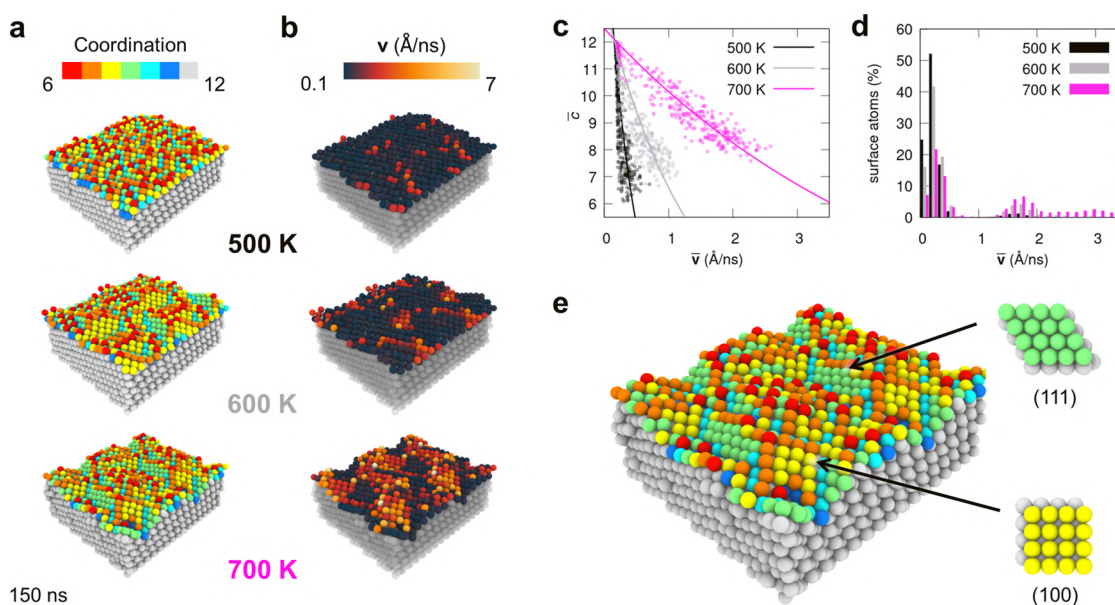 a
Coordination
6 12
500 K
600 K
700 K
150 ns
b
v (Å/ns)
0.1 7
c
12
11
10
9
8
7
6
c̄
0 1 2 3
v̄ (Å/ns)
500 K
600 K
700 K
d
60
50
40
30
20
10
0
surface atoms (%)
0 1 2 3
v̄ (Å/ns)
500 K
600 K
700 K
e
(111)
(100)